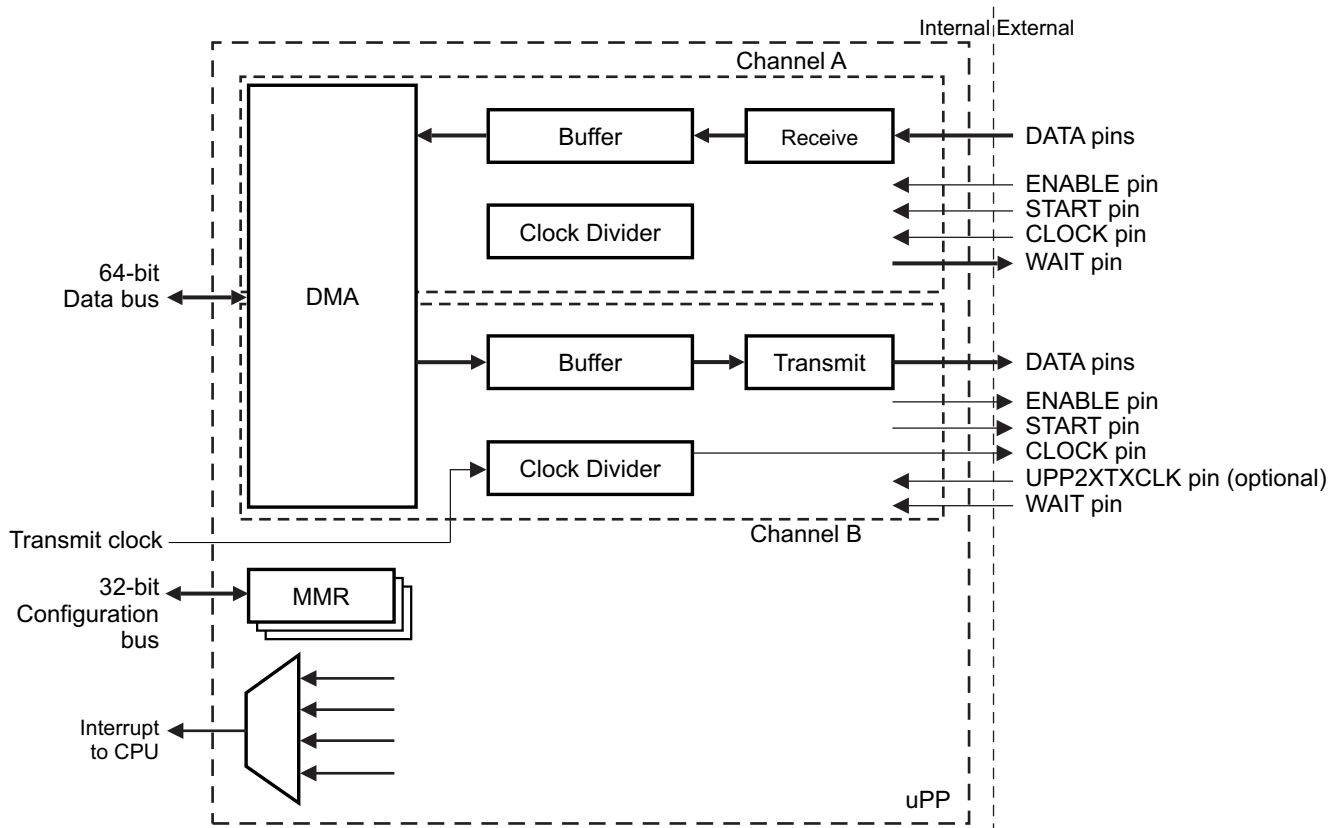 Internal External
Channel A
Buffer
Receive
DATA pins
ENABLE pin
START pin
Clock Divider
CLOCK pin
WAIT pin
64-bit
Data bus
DMA
Buffer
Transmit
DATA pins
ENABLE pin
START pin
CLOCK pin
Clock Divider
UPP2XTXCLK pin (optional)
WAIT pin
Channel B
Transmit clock
32-bit
Configuration
bus
MMR
Interrupt
to CPU
uPP